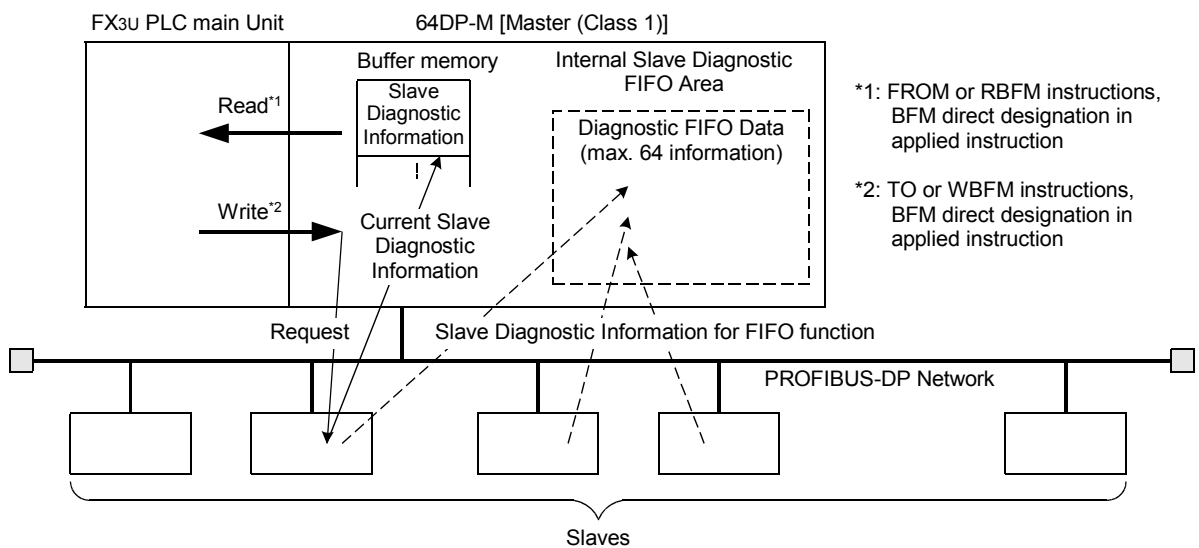 FX3U PLC main Unit
64DP-M [Master (Class 1)]
Buffer memory
Slave
Diagnostic
Information
Internal Slave Diagnostic
FIFO Area
Diagnostic FIFO Data
(max. 64 information)
Read*1
Write*2
Current Slave
Diagnostic
Information
*1: FROM or RBFM instructions,
BFM direct designation in
applied instruction
*2: TO or WBFM instructions,
BFM direct designation in
applied instruction
Request
Slave Diagnostic Information for FIFO function
PROFIBUS-DP Network
Slaves